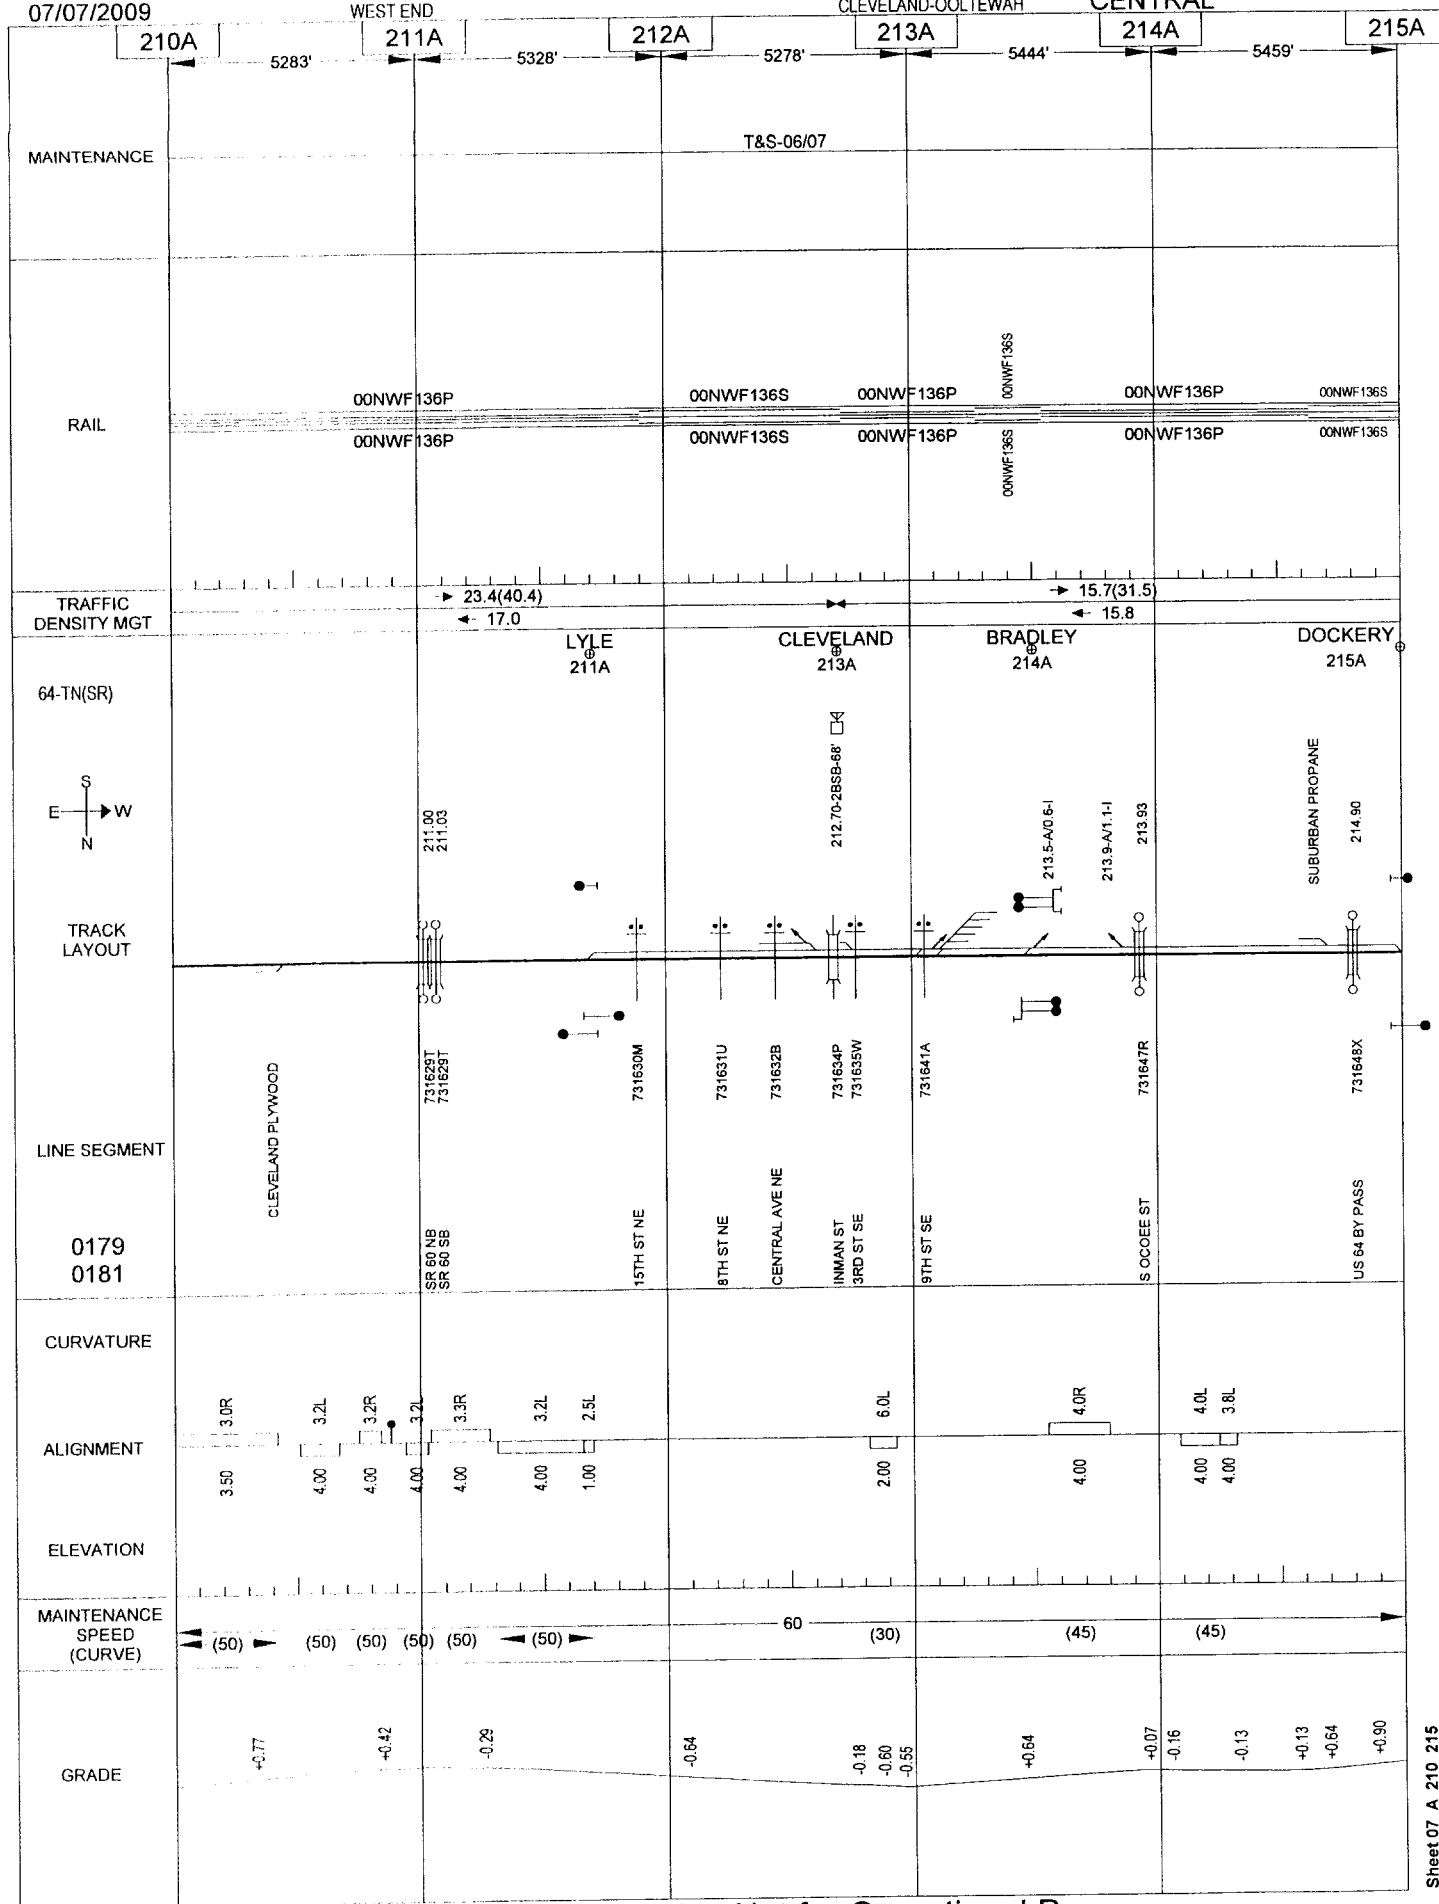 07/07/2009
WEST END
CLEVELAND-OOLTEWAH
CENTRAL
210A
211A
212A
213A
214A
215A
5283'
5328'
5278'
5444'
5459'
MAINTENANCE
T&S-06/07
RAIL
00NWF136P
00NWF136S
00NWF136P
00NWF136S
00NWF136P
00NWF136S
00NWF136P
00NWF136S
00NWF136P
00NWF136S
00NWF136P
00NWF136S
TRAFFIC
DENSITY MGT
23.4(40.4)
17.0
15.7(31.5)
15.8
LYLE
211A
CLEVELAND
213A
BRADLEY
214A
DOCKERY
215A
64-TN(SR)
S
E
W
N
211.00
211.03
212.70-2BSB-68'
213.5-A/0.6-I
213.9-A/1.1-I
213.93
SUBURBAN PROPANE
214.90
TRACK
LAYOUT
LINE SEGMENT
0179
0181
CLEVELAND PLYWOOD
731629T
731629T
731630M
731631U
731632B
731634P
731635W
731641A
731647R
731648X
SR 60 NB
SR 60 SB
15TH ST NE
8TH ST NE
CENTRAL AVE NE
INMAN ST
3RD ST SE
9TH ST SE
S OCOEE ST
US 64 BY PASS
CURVATURE
3.0R
3.2L
3.2R
3.2L
3.3R
3.2L
2.5L
6.0L
4.0R
4.0L
3.8L
ALIGNMENT
3.50
4.00
4.00
4.00
4.00
4.00
1.00
2.00
4.00
4.00
4.00
ELEVATION
MAINTENANCE
SPEED
(CURVE)
60
(50)
(50)
(50)
(50)
(50)
(50)
(30)
(45)
(45)
GRADE
+0.77
+0.42
-0.29
-0.64
-0.18
-0.60
-0.55
+0.64
+0.07
-0.16
-0.13
+0.13
+0.64
+0.90
Sheet 07 A 210 215